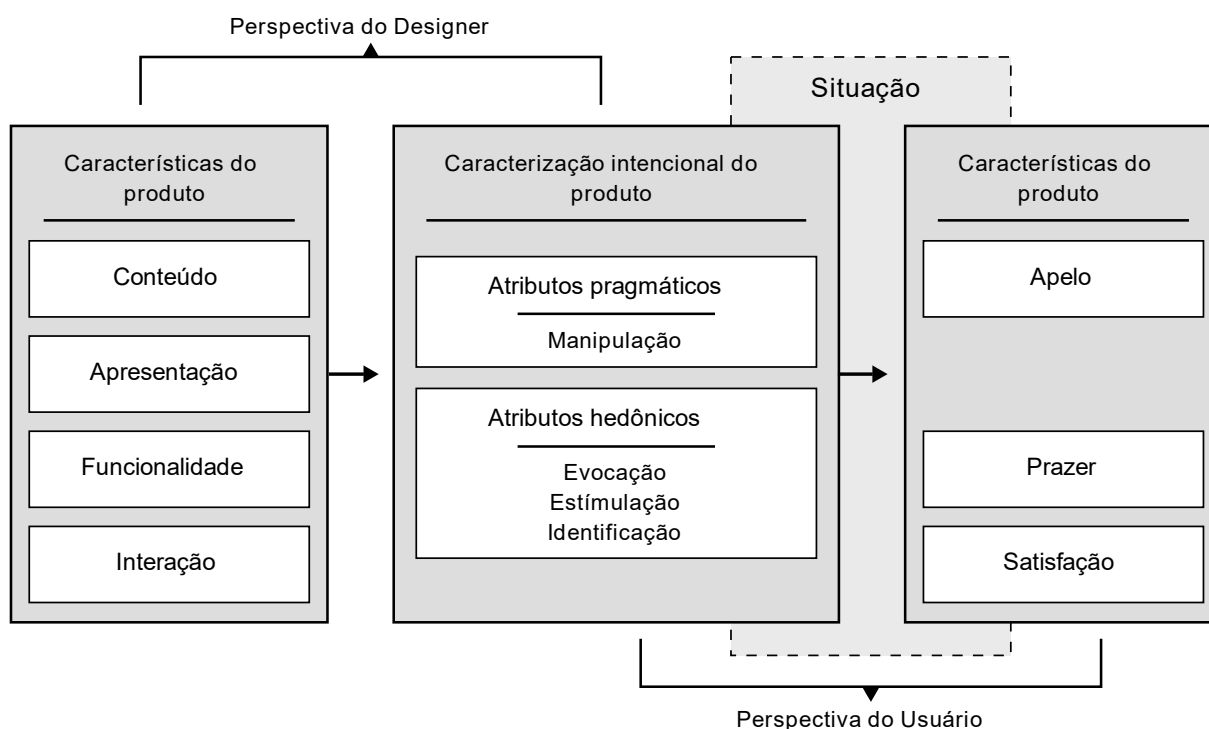 Perspectiva do Designer
Situação
Características do
produto
Conteúdo
Apresentação
Funcionalidade
Interação
Caracterização intencional do
produto
Atributos pragmáticos
Manipulação
Atributos hedônicos
Evocação
Estímulação
Identificação
Características do
produto
Apelo
Prazer
Satisfação
Perspectiva do Usuário